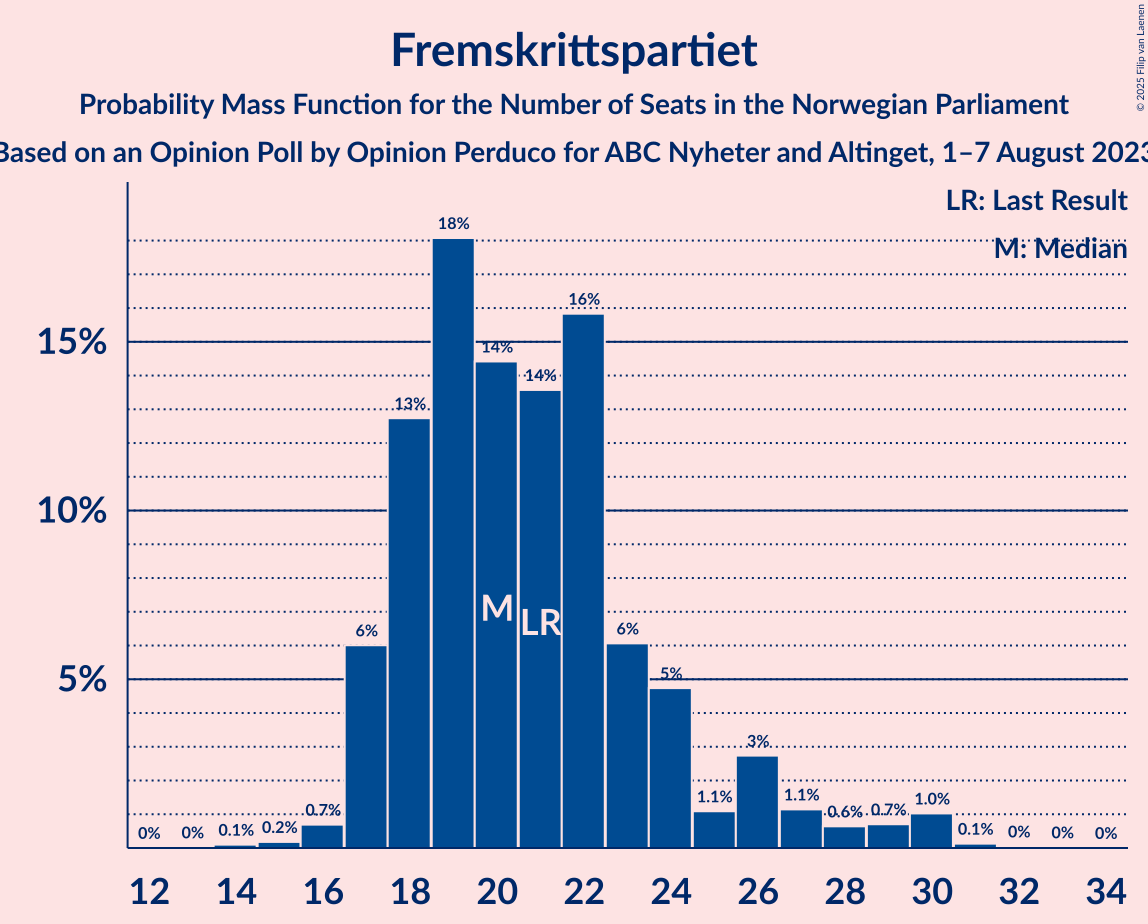 Fremskrittspartiet
Probability Mass Function for the Number of Seats in the Norwegian Parliament
Based on an Opinion Poll by Opinion Perduco for ABC Nyheter and Altinget, 1–7 August 2023
© 2025 Filip van Laenen
LR: Last Result
M: Median
15%
10%
5%
0% 0% 0.1% 0.2% 0.7% 6% 13% 18% 14% 14% 16% 6% 5% 1.1% 3% 1.1% 0.6% 0.7% 1.0% 0.1% 0% 0% 0%
M LR
12 14 16 18 20 22 24 26 28 30 32 34